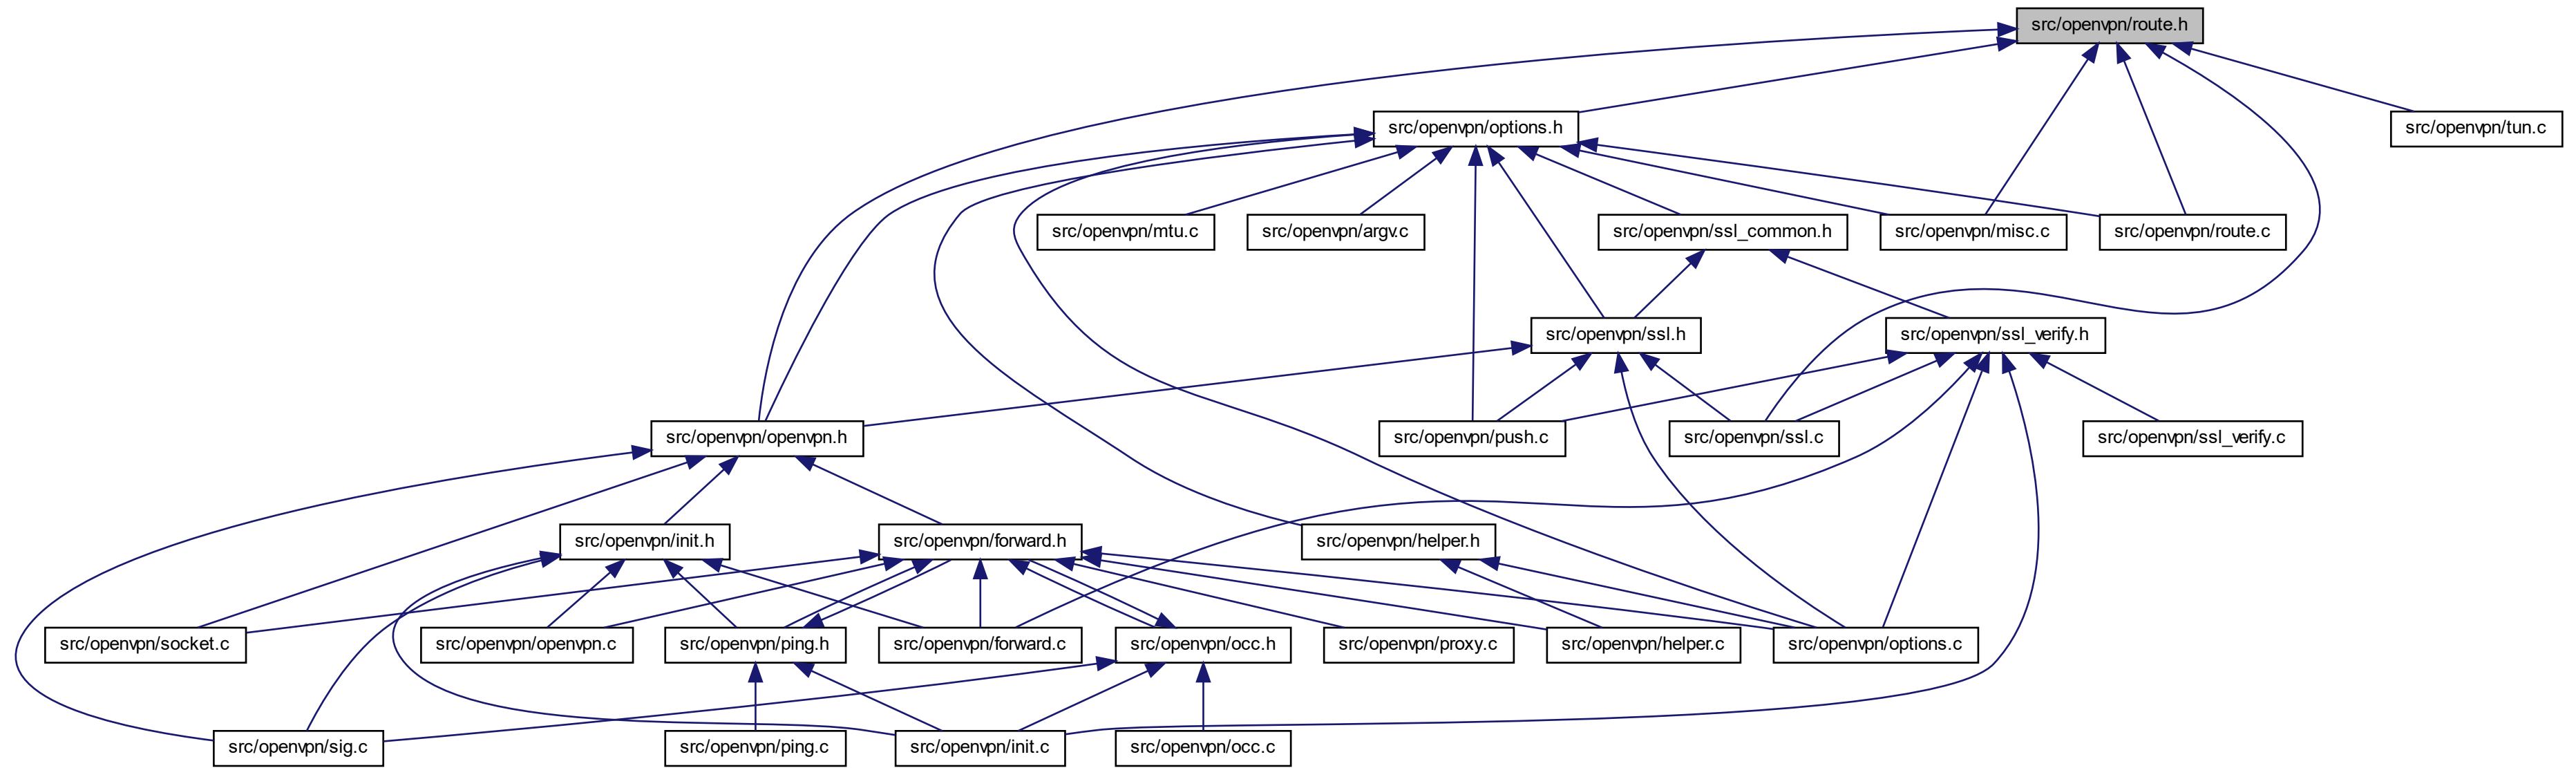 src/openvpn/route.h
src/openvpn/options.h
src/openvpn/tun.c
src/openvpn/mtu.c
src/openvpn/argv.c
src/openvpn/ssl_common.h
src/openvpn/misc.c
src/openvpn/route.c
src/openvpn/ssl.h
src/openvpn/ssl_verify.h
src/openvpn/openvpn.h
src/openvpn/push.c
src/openvpn/ssl.c
src/openvpn/ssl_verify.c
src/openvpn/init.h
src/openvpn/forward.h
src/openvpn/helper.h
src/openvpn/socket.c
src/openvpn/openvpn.c
src/openvpn/ping.h
src/openvpn/forward.c
src/openvpn/occ.h
src/openvpn/proxy.c
src/openvpn/helper.c
src/openvpn/options.c
src/openvpn/sig.c
src/openvpn/ping.c
src/openvpn/init.c
src/openvpn/occ.c